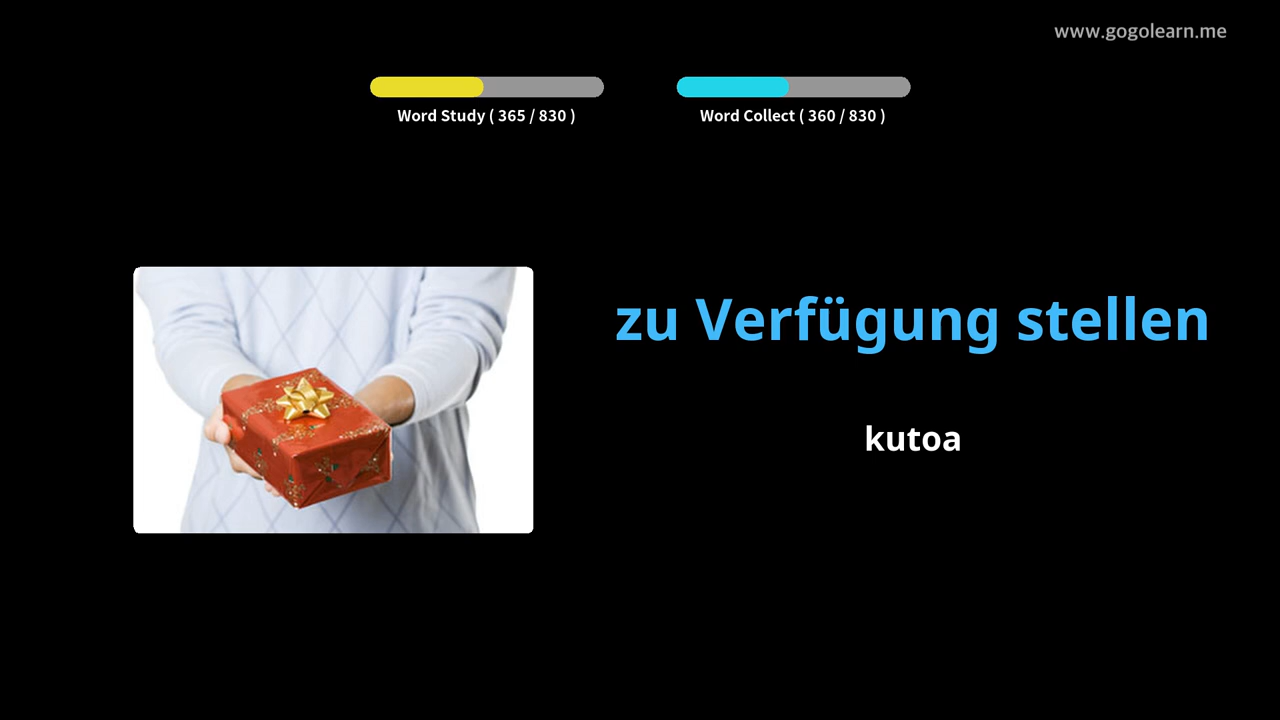 www.gogolearn.me
Word Study ( 365 / 830 )
Word Collect ( 360 / 830 )
zu Verfügung stellen
kutoa